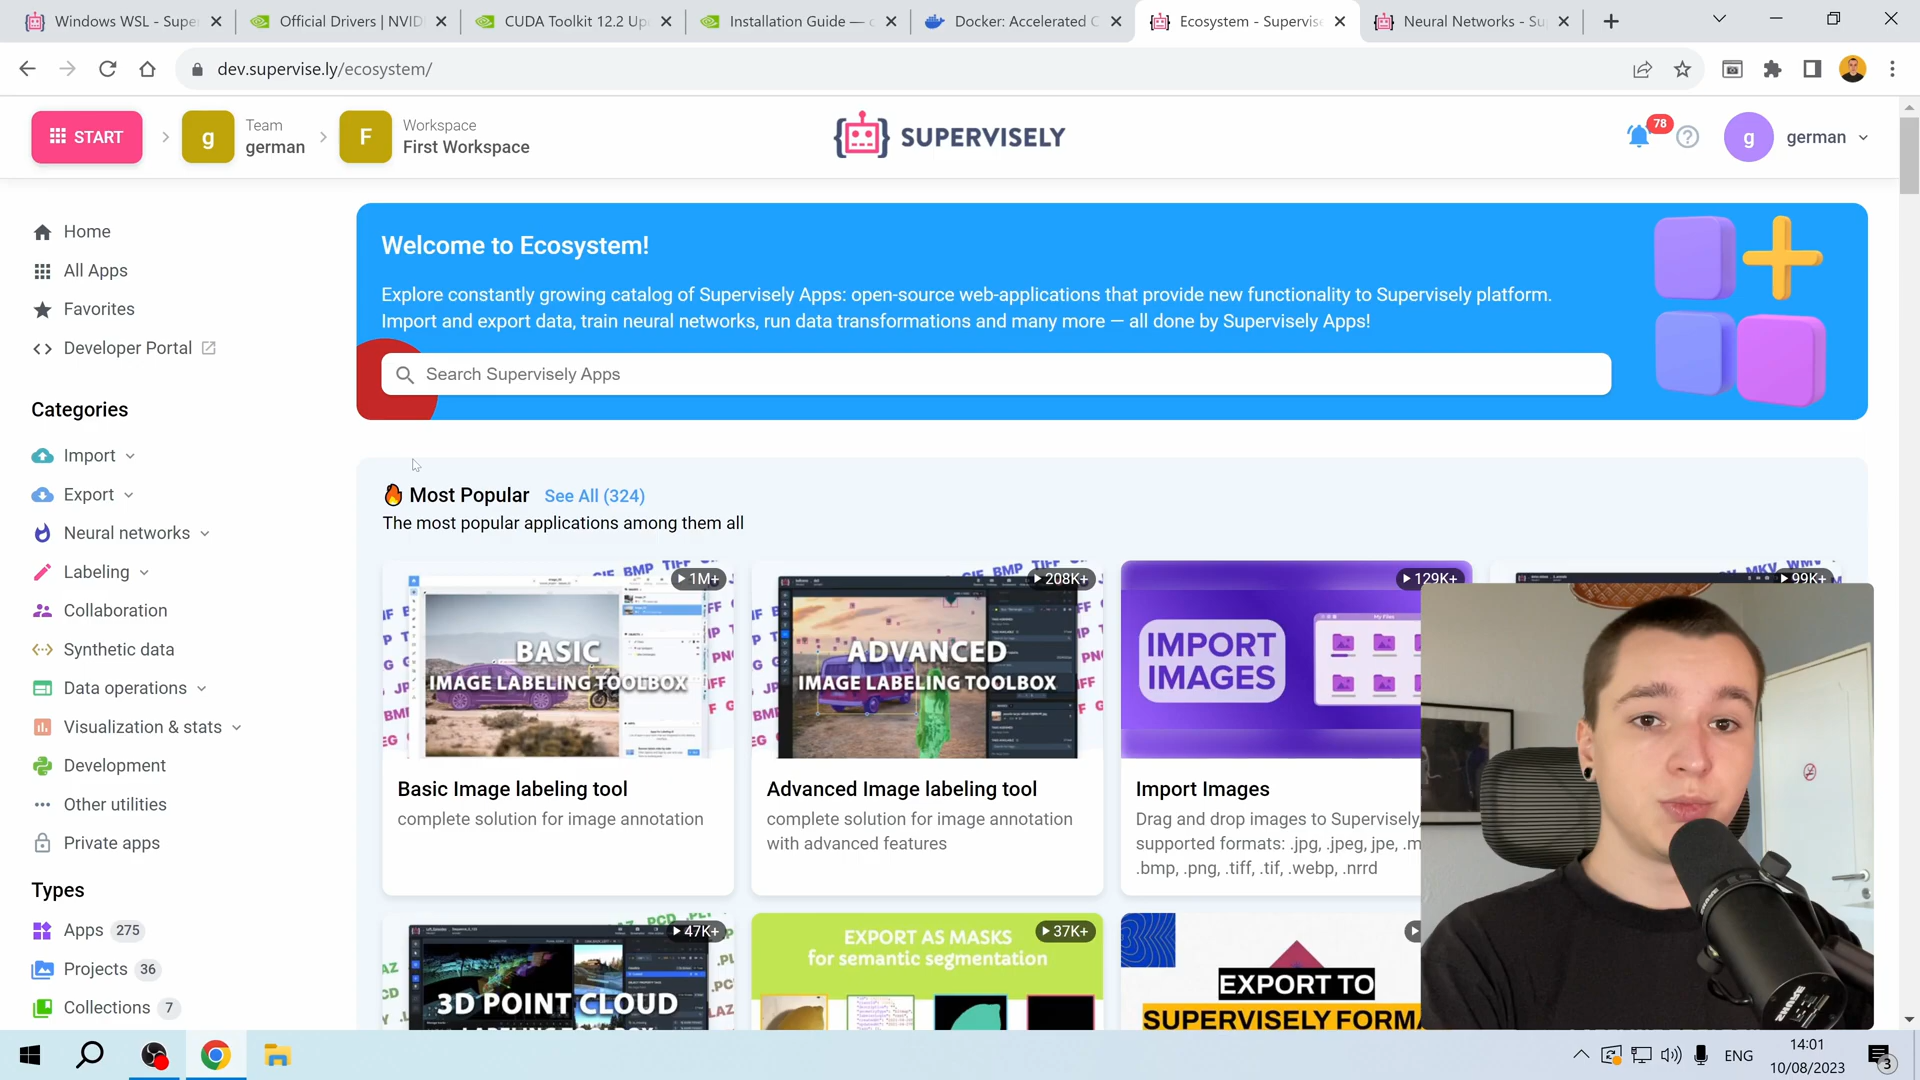 Windows WSL - Supe
Official Drivers | NVID
CUDA Toolkit 12.2 Up
Installation Guide — c
Docker: Accelerated C
Ecosystem - Supervise
Neural Networks - Su
dev.supervise.ly/ecosystem/
START
g
Team
german
F
Workspace
First Workspace
SUPERVISELY
78
g
german
Home
All Apps
Favorites
Developer Portal
Categories
Import
Export
Neural networks
Labeling
Collaboration
Synthetic data
Data operations
Visualization & stats
Development
Other utilities
Private apps
Types
Apps 275
Projects 36
Collections 7
Welcome to Ecosystem!
Explore constantly growing catalog of Supervisely Apps: open-source web-applications that provide new functionality to Supervisely platform.
Import and export data, train neural networks, run data transformations and many more — all done by Supervisely Apps!
Search Supervisely Apps
Most Popular See All (324)
The most popular applications among them all
1M+
BASIC
IMAGE LABELING TOOLBOX
Basic Image labeling tool
complete solution for image annotation
208K+
ADVANCED
IMAGE LABELING TOOLBOX
Advanced Image labeling tool
complete solution for image annotation
with advanced features
129K+
IMPORT
IMAGES
My Files
Import Images
Drag and drop images to Supervisely,
supported formats: .jpg, .jpeg, jpe, .m
.bmp, .png, .tiff, .tif, .webp, .nrrd
99K+
47K+
3D POINT CLOUD
37K+
EXPORT AS MASKS
for semantic segmentation
EXPORT TO
SUPERVISELY FORMA
ENG
14:01
10/08/2023
3